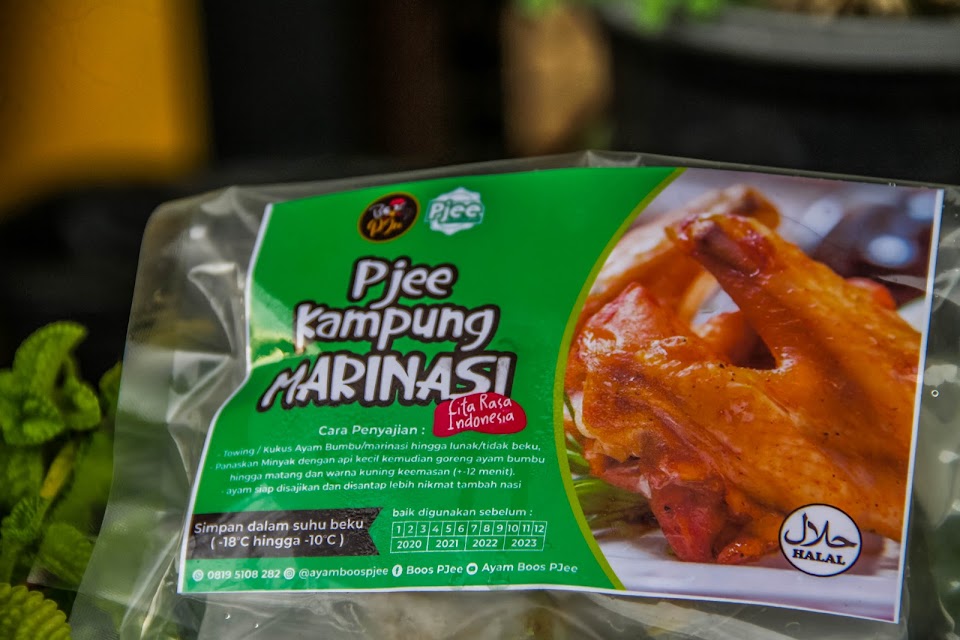 Pjee
Pjee
Kampung
MARINASI
Cita Rasa
Indonesia
Cara Penyajian :
- Towing / Kukus Ayam Bumbu/marinasi hingga lunak/tidak beku,
- Panaskan Minyak dengan api kecil kemudian goreng ayam bumbu
hingga matang dan warna kuning keemasan (+-12 menit).
- ayam siap disajikan dan disantap lebih nikmat tambah nasi
Simpan dalam suhu beku
( -18°C hingga -10°C )
baik digunakan sebelum :
1 2 3 4 5 6 7 8 9 10 11 12
2020 2021 2022 2023
0819 5108 282 @ayamboospjee Boos PJee Ayam Boos PJee
حلال
HALAL